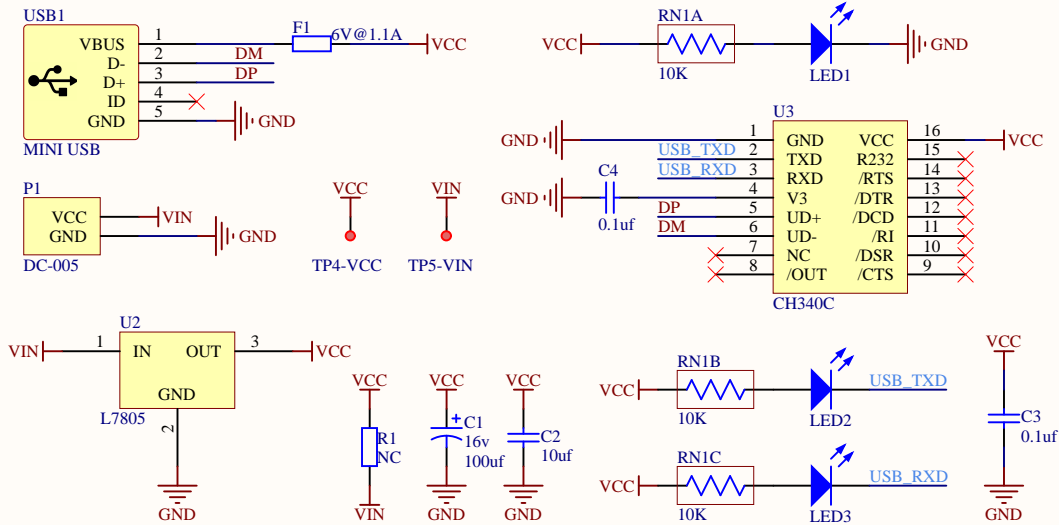 USB1
VBUS 1
D- 2 DM
D+ 3 DP
ID 4
GND 5 GND
MINI USB
F1
6V@1.1A VCC
VCC RN1A
10K
LED1
GND
P1
VCC VIN
GND GND
DC-005
VCC
TP4-VCC
VIN
TP5-VIN
U3
GND 1 GND VCC 16 VCC
USB_TXD 2 TXD R232 15
USB_RXD 3 RXD /RTS 14
GND C4 4 V3 /DTR 13
0.1uf
DP 5 UD+ /DCD 12
DM 6 UD- /RI 11
7 NC /DSR 10
8 /OUT /CTS 9
CH340C
U2
VIN 1 IN OUT 3 VCC
GND
L7805
2
GND
VCC
R1
NC
VIN
VCC
+ C1
16v
100uf
GND
VCC
C2
10uf
GND
RN1B
VCC
10K
LED2
USB_TXD
RN1C
VCC
10K
LED3
USB_RXD
VCC
C3
0.1uf
GND